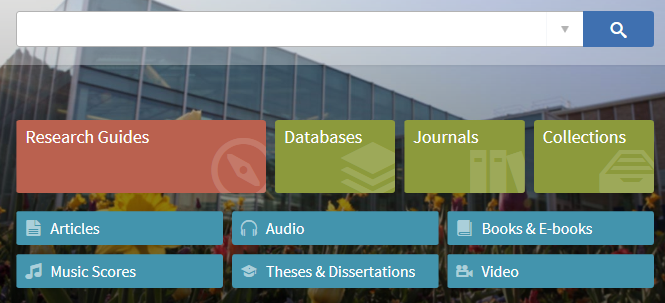 Research Guides
Databases
Journals
Collections
Articles
Audio
Books & E-books
Music Scores
Theses & Dissertations
Video